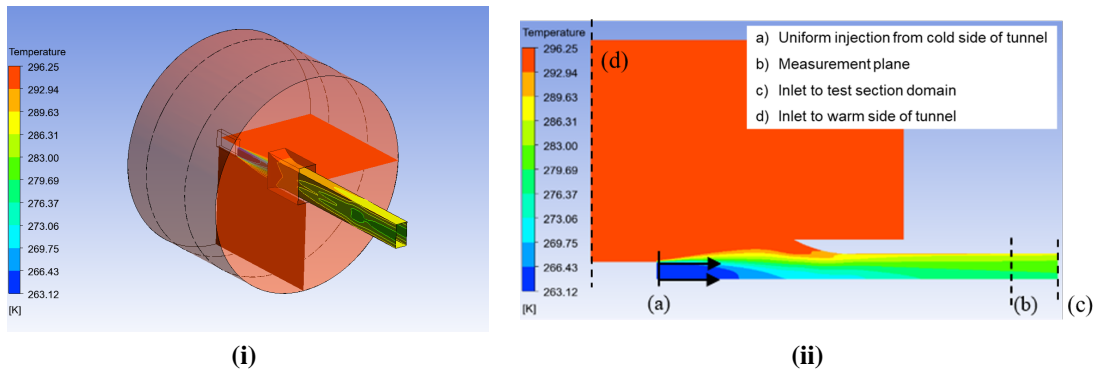 Temperature
296.25
292.94
289.63
286.31
283.00
279.69
276.37
273.06
269.75
266.43
263.12
[K]
(i)
Temperature
296.25
292.94
289.63
286.31
283.00
279.69
276.37
273.06
269.75
266.43
263.12
[K]
(d)
a) Uniform injection from cold side of tunnel
b) Measurement plane
c) Inlet to test section domain
d) Inlet to warm side of tunnel
(a)
(b)
(c)
(ii)